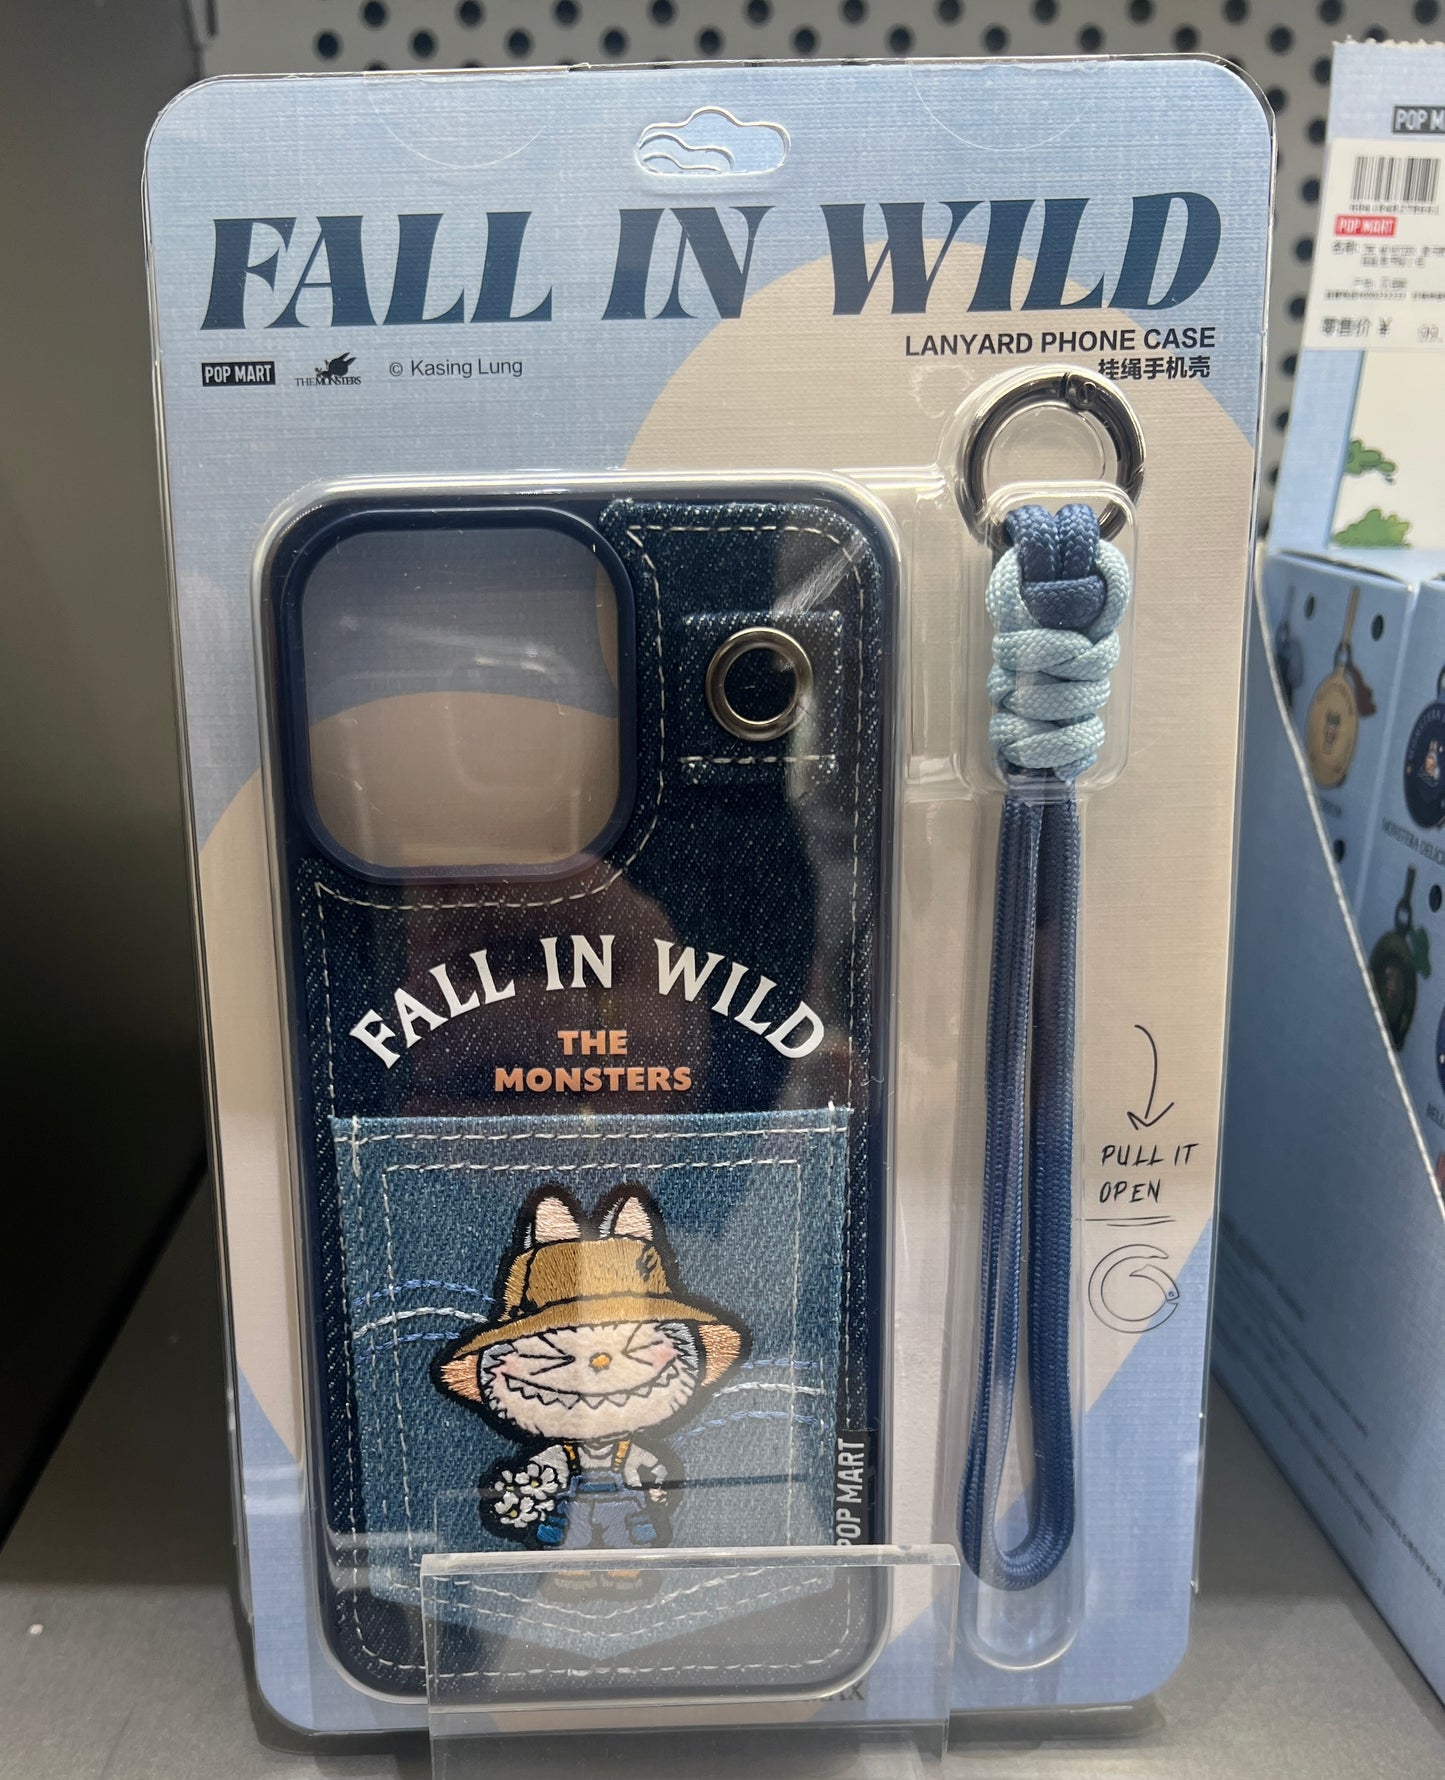 FALL IN WILD
LANYARD PHONE CASE
挂绳手机壳
POP MART
THE MONSTERS
© Kasing Lung
FALL IN WILD
THE
MONSTERS
POP MART
PULL IT
OPEN
POP M
POP MART
零售价 ¥ 99